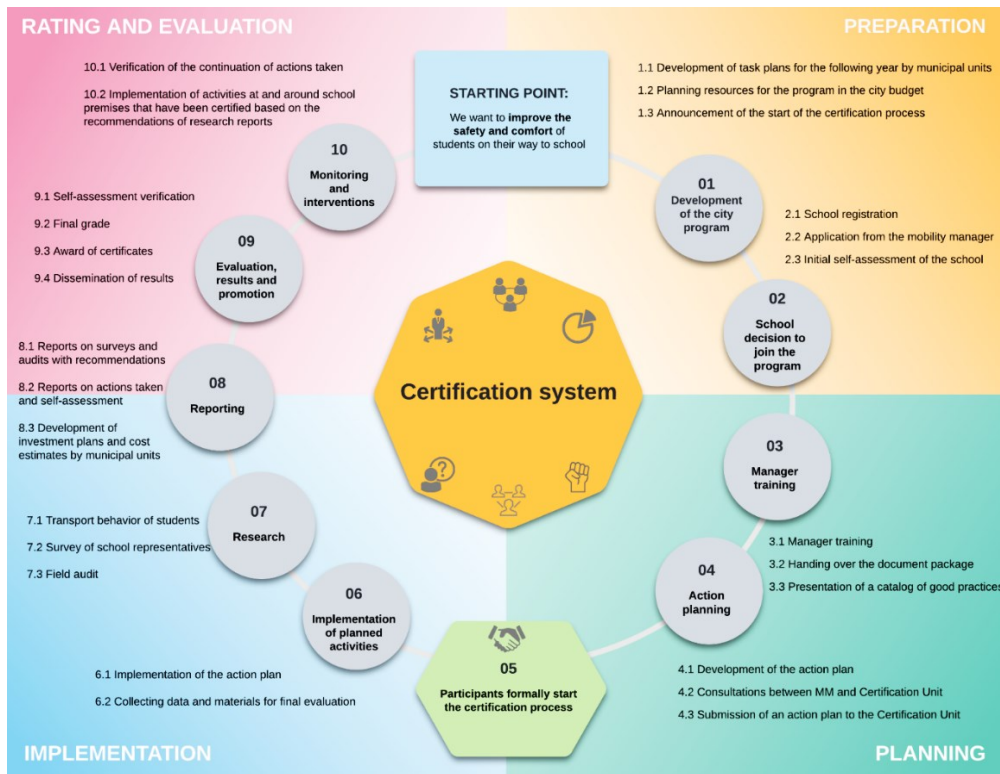 RATING AND EVALUATION
PREPARATION
STARTING POINT:
We want to improve the
safety and comfort of
students on their way to school
1.1 Development of task plans for the following year by municipal units
1.2 Planning resources for the program in the city budget
1.3 Announcement of the start of the certification process
01
Development
of the city
program
2.1 School registration
2.2 Application from the mobility manager
2.3 Initial self-assessment of the school
02
School
decision to
join the
program
03
Manager
training
3.1 Manager training
3.2 Handing over the document package
3.3 Presentation of a catalog of good practices
04
Action
planning
4.1 Development of the action plan
4.2 Consultations between MM and Certification Unit
4.3 Submission of an action plan to the Certification Unit
PLANNING
05
Participants formally start
the certification process
06
Implementation
of planned
activities
6.1 Implementation of the action plan
6.2 Collecting data and materials for final evaluation
IMPLEMENTATION
07
Research
7.1 Transport behavior of students
7.2 Survey of school representatives
7.3 Field audit
08
Reporting
8.1 Reports on surveys and
audits with recommendations
8.2 Reports on actions taken
and self-assessment
8.3 Development of
investment plans and cost
estimates by municipal units
09
Evaluation,
results and
promotion
9.1 Self-assessment verification
9.2 Final grade
9.3 Award of certificates
9.4 Dissemination of results
10
Monitoring
and
interventions
10.1 Verification of the continuation of actions taken
10.2 Implementation of activities at and around school
premises that have been certified based on the
recommendations of research reports
Certification system